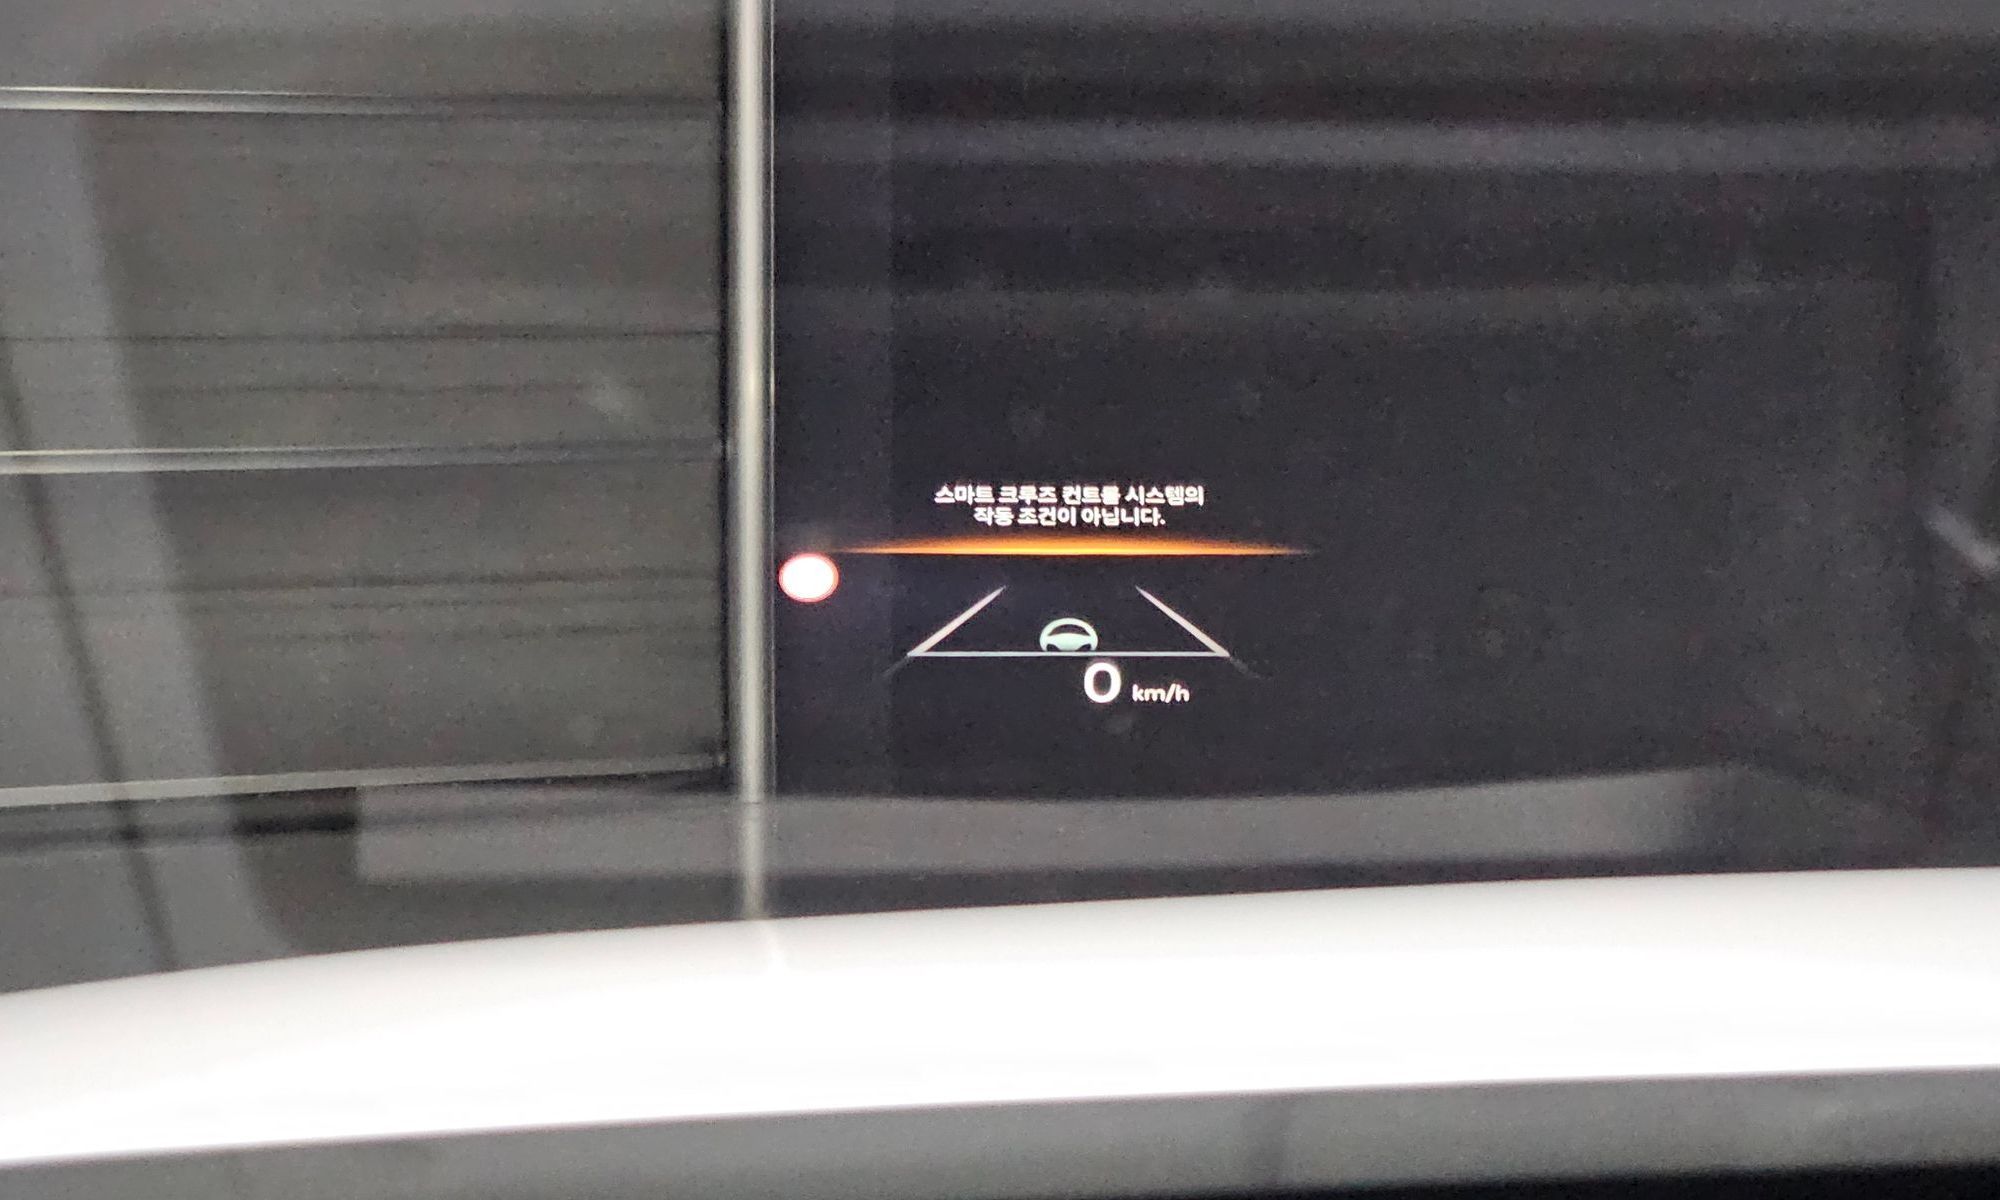 스마트 크루즈 컨트롤 시스템의
작동 조건이 아닙니다.
0 km/h